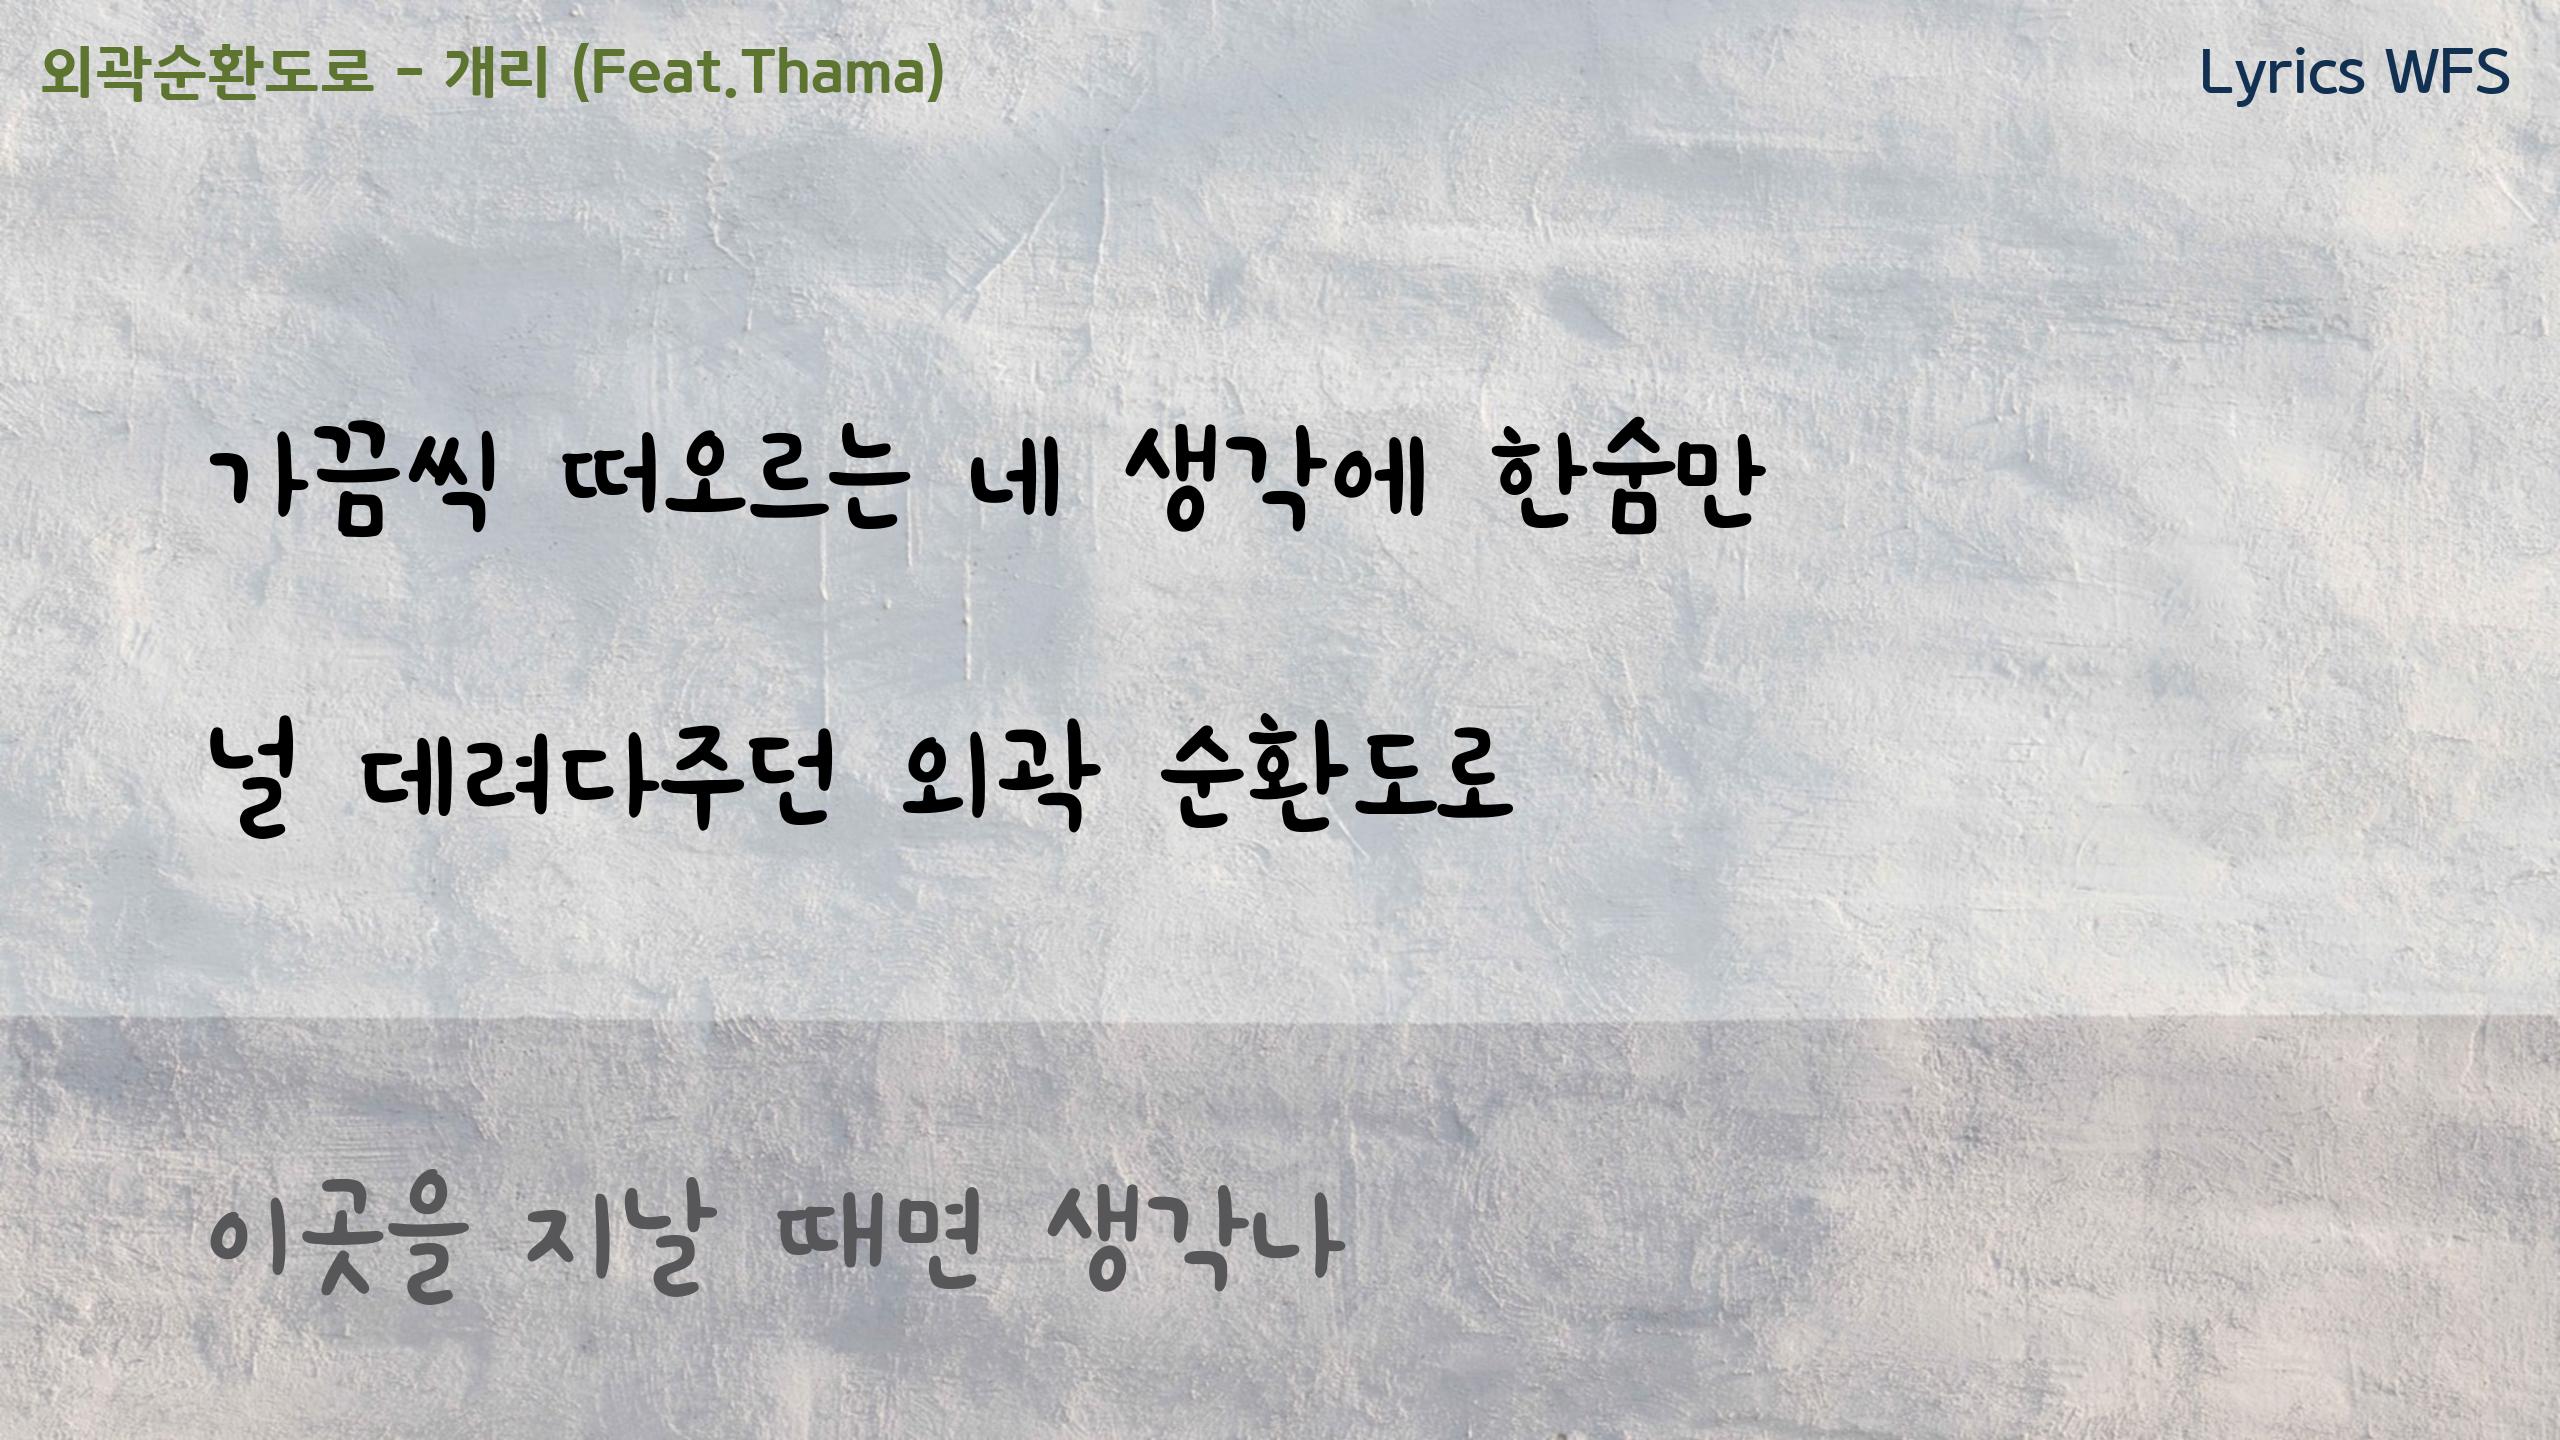 외곽순환도로 - 개리 (Feat.Thama)
Lyrics WFS
가끔씩 떠오르는 네 생각에 한숨만
널 데려다주던 외곽 순환도로
이곳을 지날 때면 생각나